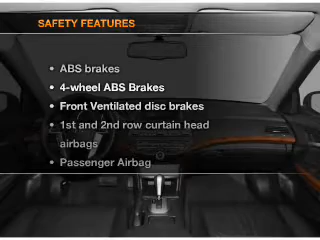 SAFETY FEATURES
• ABS brakes
• 4-wheel ABS Brakes
• Front Ventilated disc brakes
• 1st and 2nd row curtain head
airbags
• Passenger Airbag